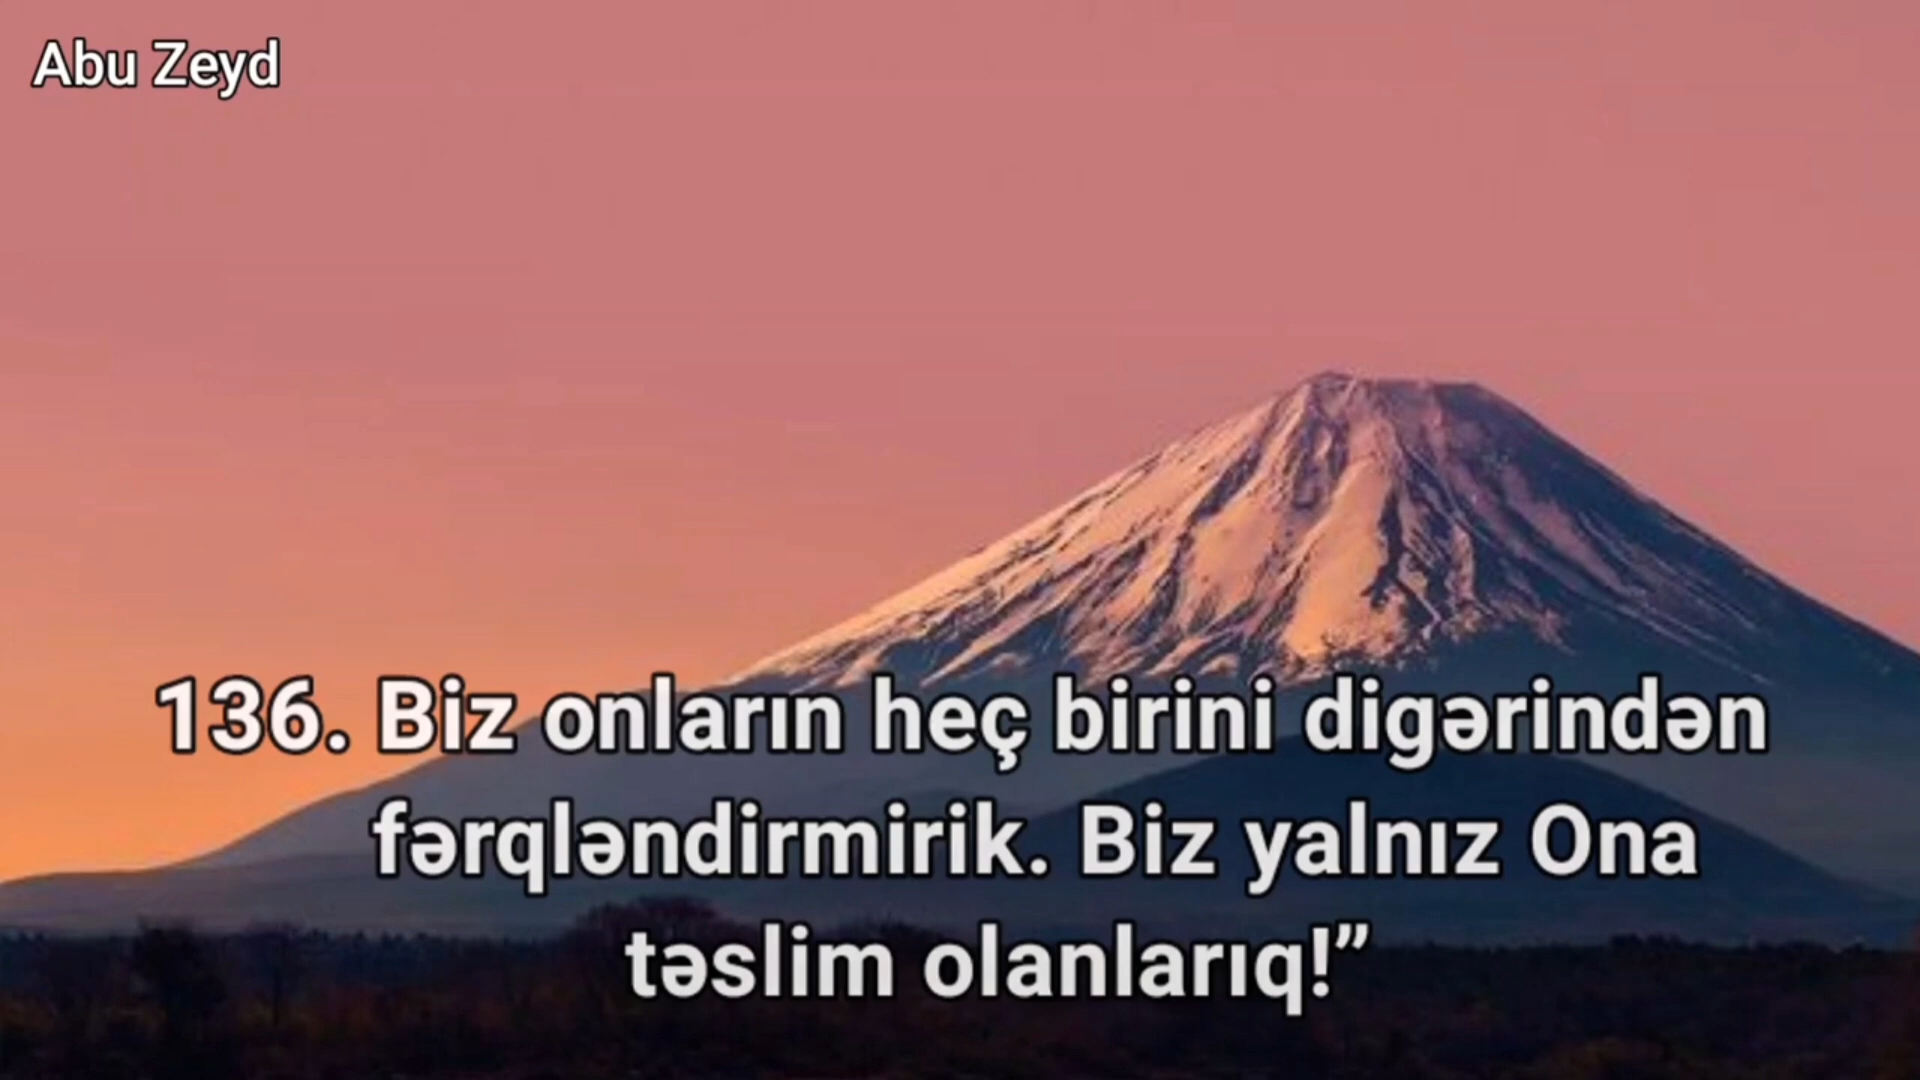 Abu Zeyd
136. Biz onların heç birini digərindən
fərqləndirmirik. Biz yalnız Ona
təslim olanlarıq!”